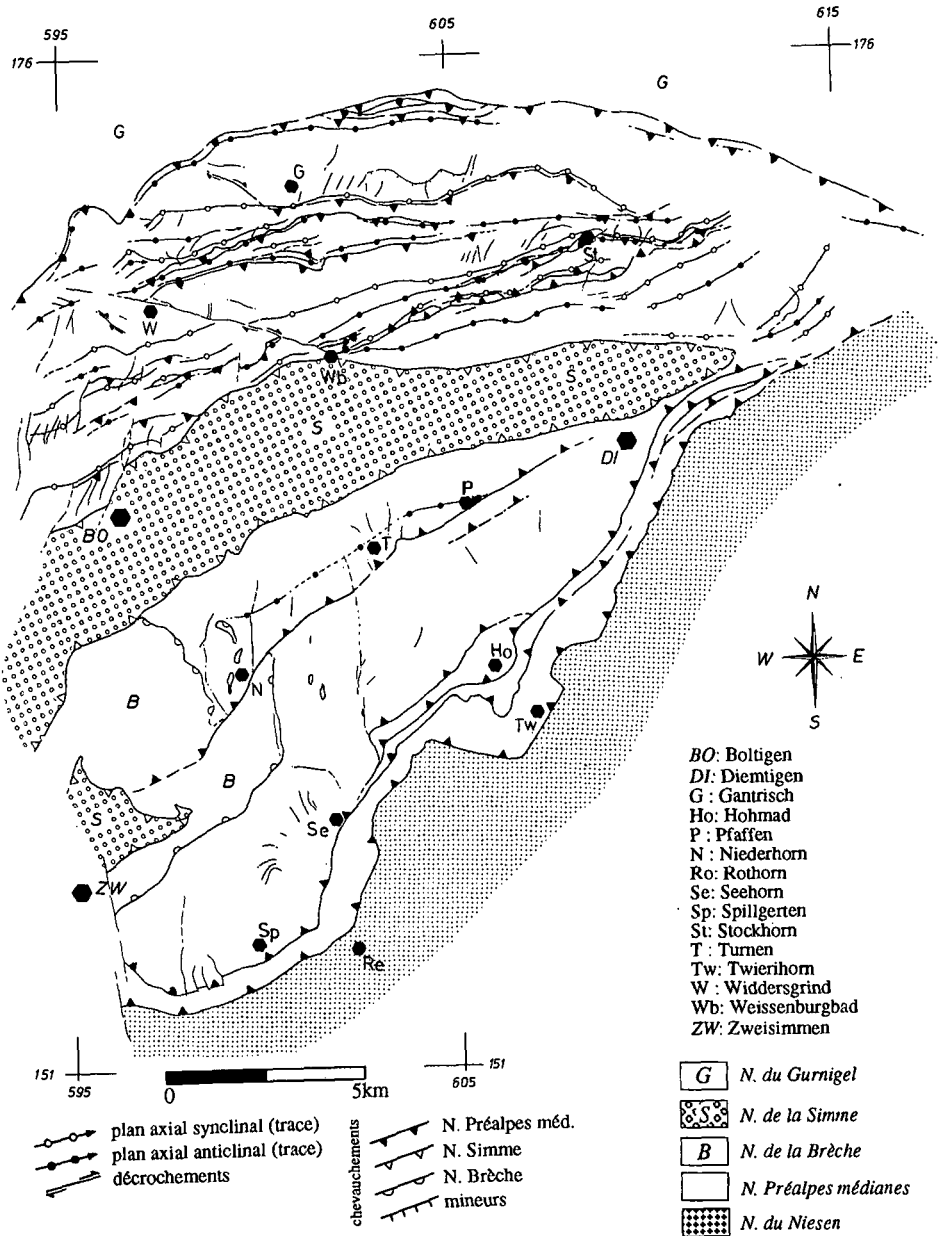 595
605
615
176
176
G
G
G
St
W
Wb
S
S
DI
BO
P
T
N
Ho
Tw
B
B
S
Se
ZW
Sp
Re
N
W E
S
BO: Boltigen
DI: Diemtigen
G : Gantrisch
Ho: Hohmad
P : Pfaffen
N : Niederhorn
Ro: Rothorn
Se: Seehorn
Sp: Spillgerten
St: Stockhorn
T : Turnen
Tw: Twierihorn
W : Widdersgrind
Wb: Weissenburgbad
ZW: Zweisimmen
151
595
0
5km
605
151
plan axial synclinal (trace)
plan axial anticlinal (trace)
décrochements
chevauchements
N. Préalpes méd.
N. Simme
N. Brèche
mineurs
G N. du Gurnigel
S N. de la Simme
B N. de la Brèche
N. Préalpes médianes
N. du Niesen